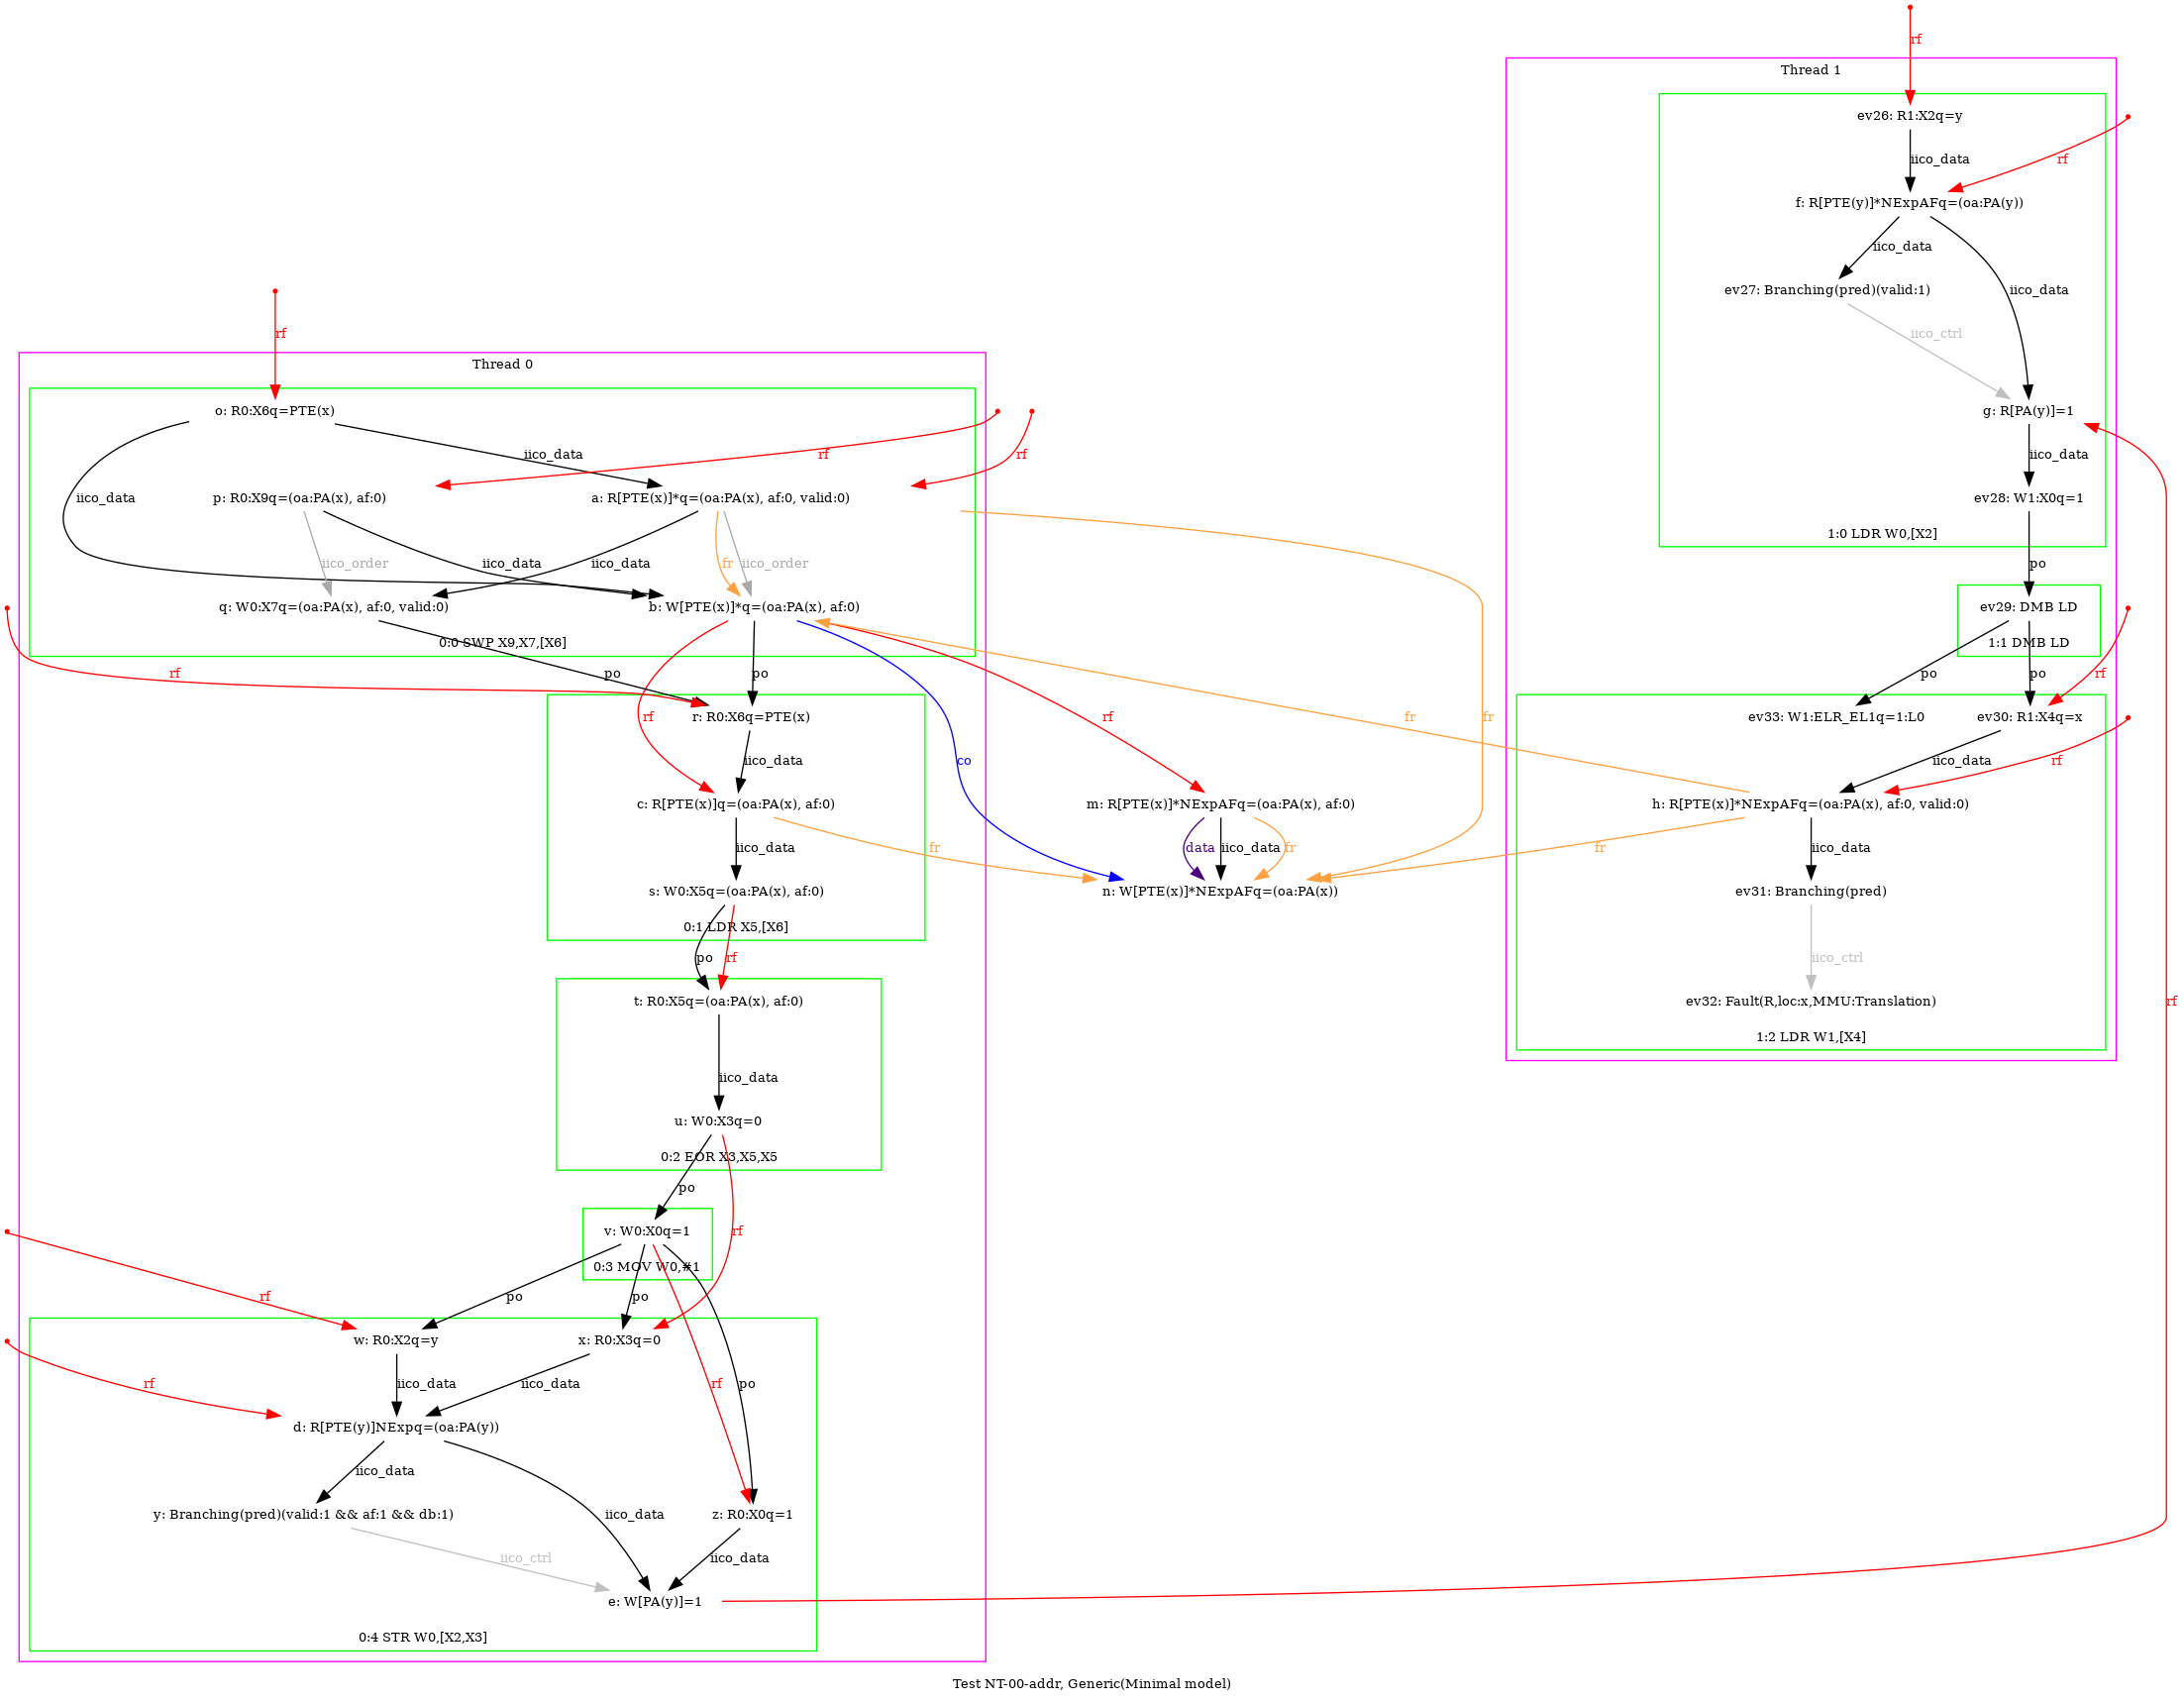 rf
Thread 1
ev26: R1:X2q=y
iico_data
rf
f: R[PTE(y)]*NExpAFq=(oa:PA(y))
iico_data
ev27: Branching(pred)(valid:1)
iico_data
iico_ctrl
g: R[PA(y)]=1
iico_data
ev28: W1:X0q=1
1:0 LDR W0,[X2]
po
ev29: DMB LD
1:1 DMB LD
po
po
rf
ev33: W1:ELR_EL1q=1:L0
ev30: R1:X4q=x
iico_data
rf
h: R[PTE(x)]*NExpAFq=(oa:PA(x), af:0, valid:0)
iico_data
ev31: Branching(pred)
iico_ctrl
ev32: Fault(R,loc:x,MMU:Translation)
1:2 LDR W1,[X4]
rf
rf
Thread 0
o: R0:X6q=PTE(x)
iico_data
iico_data
rf
rf
p: R0:X9q=(oa:PA(x), af:0)
a: R[PTE(x)]*q=(oa:PA(x), af:0, valid:0)
iico_order
iico_data
iico_data
fr
iico_order
q: W0:X7q=(oa:PA(x), af:0, valid:0)
b: W[PTE(x)]*q=(oa:PA(x), af:0)
0:0 SWP X9,X7,[X6]
rf
po
po
rf
rf
fr
fr
co
r: R0:X6q=PTE(x)
iico_data
c: R[PTE(x)]q=(oa:PA(x), af:0)
iico_data
fr
s: W0:X5q=(oa:PA(x), af:0)
0:1 LDR X5,[X6]
m: R[PTE(x)]*NExpAFq=(oa:PA(x), af:0)
data
iico_data
fr
fr
n: W[PTE(x)]*NExpAFq=(oa:PA(x))
po
rf
t: R0:X5q=(oa:PA(x), af:0)
iico_data
u: W0:X3q=0
0:2 EOR X3,X5,X5
po
rf
v: W0:X0q=1
0:3 MOV W0,#1
rf
po
po
w: R0:X2q=y
x: R0:X3q=0
rf
iico_data
iico_data
rf
po
d: R[PTE(y)]NExpq=(oa:PA(y))
iico_data
iico_data
y: Branching(pred)(valid:1 && af:1 && db:1)
z: R0:X0q=1
iico_ctrl
iico_data
e: W[PA(y)]=1
0:4 STR W0,[X2,X3]
Test NT-00-addr, Generic(Minimal model)